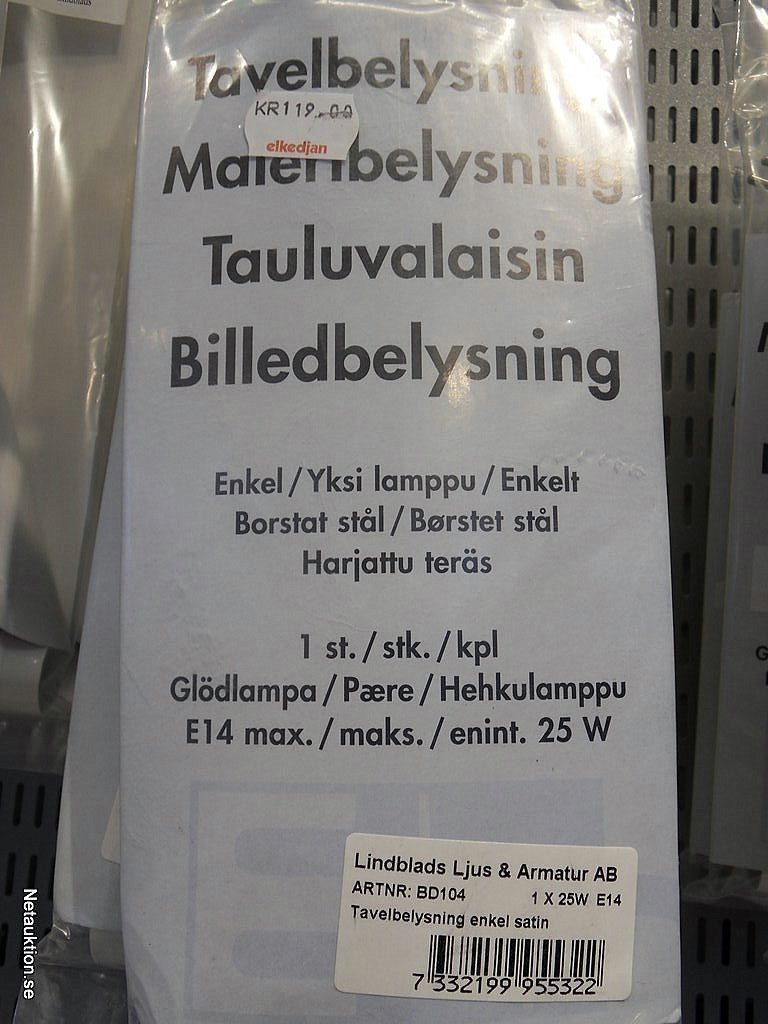 Tavelbelysning
KR119.-00
elkedjan
Maleribelysning
Tauluvalaisin
Billedbelysning
Enkel / Yksi lamppu / Enkelt
Borstat stål / Børstet stål
Harjattu teräs
1 st. / stk. / kpl
Glödlampa / Pære / Hehkulamppu
E14 max. / maks. / enint. 25 W
Lindblads Ljus & Armatur AB
ARTNR: BD104 1 X 25W E14
Tavelbelysning enkel satin
7 332199 955322
Netauktion.se